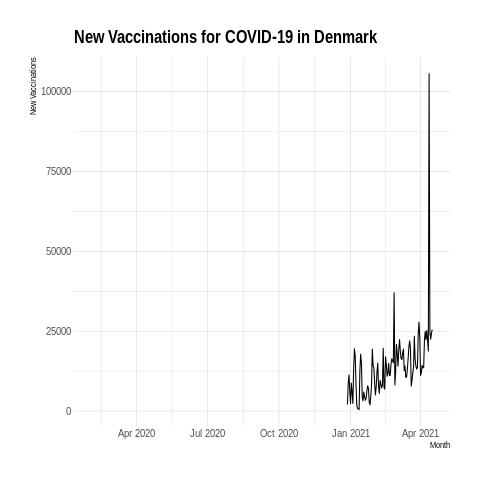 New Vaccinations for COVID-19 in Denmark
New Vaccinations
100000
75000
50000
25000
0
Apr 2020 Jul 2020 Oct 2020 Jan 2021 Apr 2021
Month